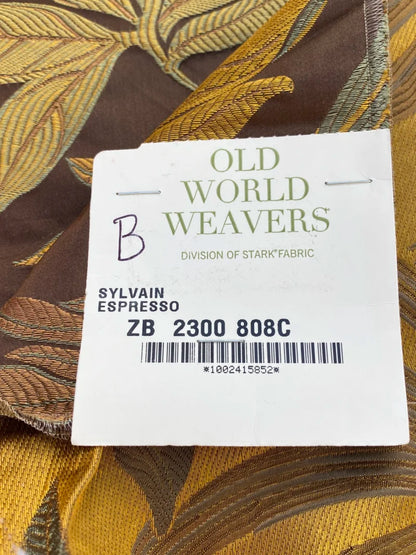 OLD
WORLD
WEAVERS®
DIVISION OF STARK® FABRIC
B
SYLVAIN
ESPRESSO
ZB 2300 808C
*1002415852*